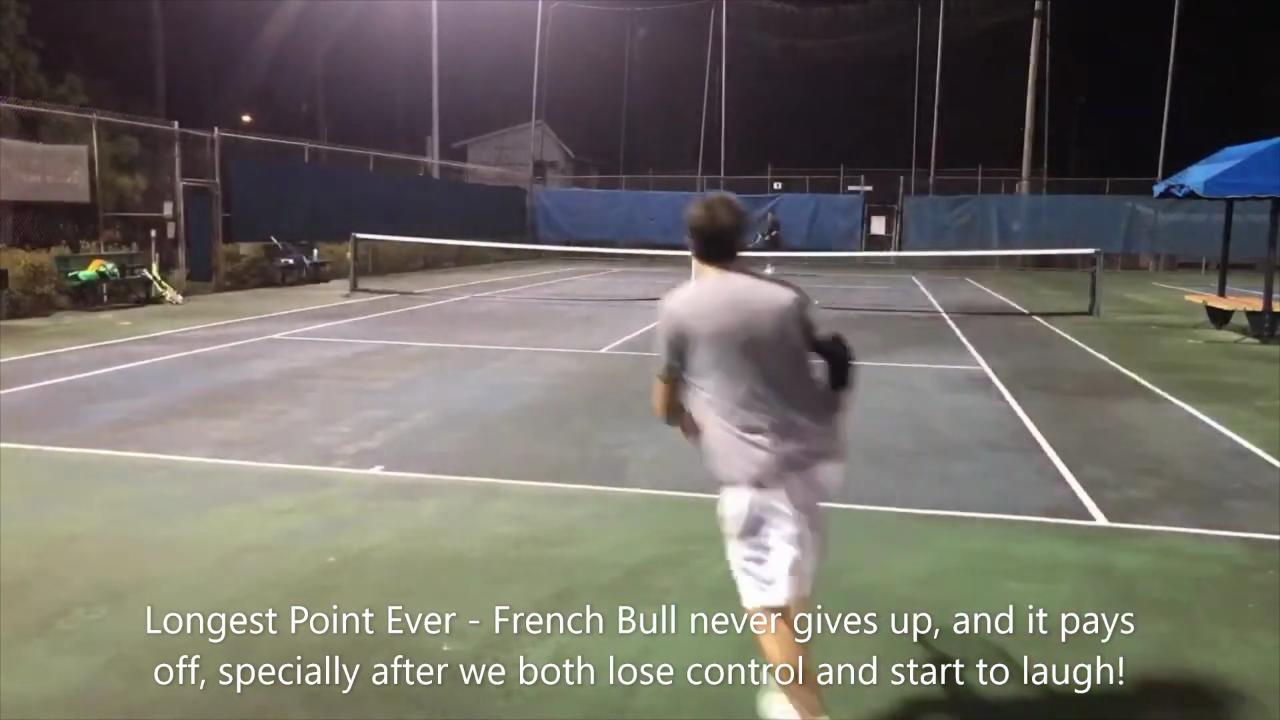 Longest Point Ever - French Bull never gives up, and it pays
off, specially after we both lose control and start to laugh!